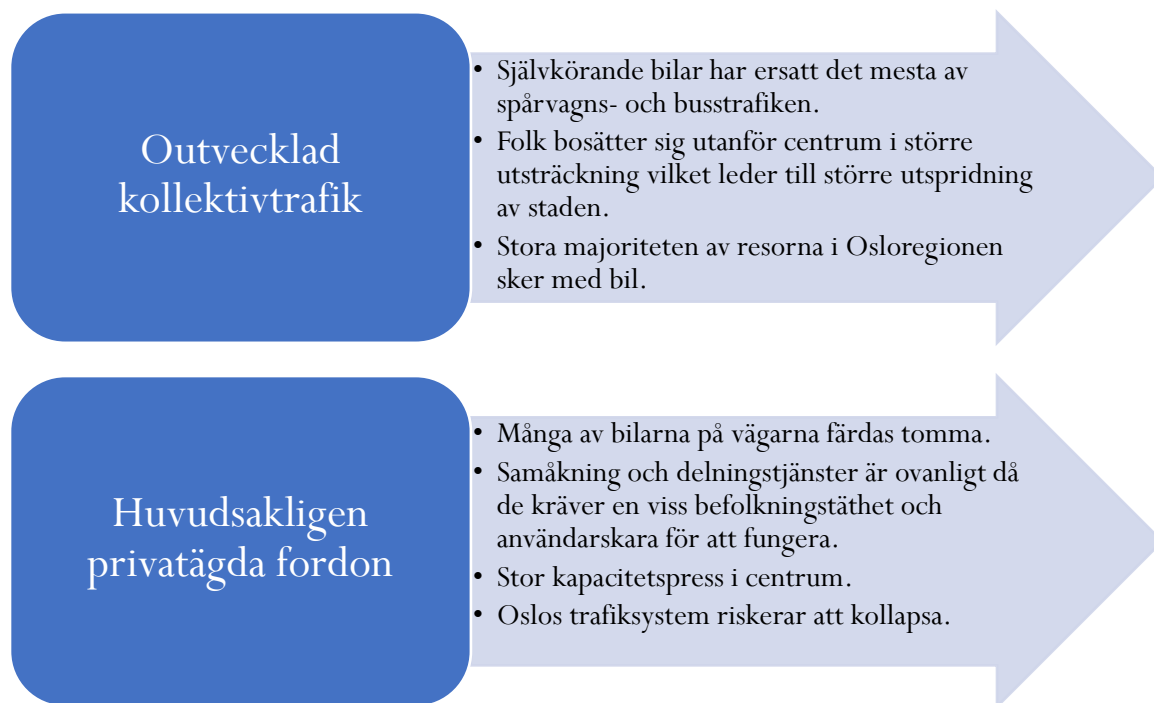 Outvecklad
kollektivtrafik
• Självkörande bilar har ersatt det mesta av
spårvagns- och busstrafiken.
• Folk bosätter sig utanför centrum i större
utsträckning vilket leder till större utspridning
av staden.
• Stora majoriteten av resorna i Osloregionen
sker med bil.
Huvudsakligen
privatägda fordon
• Många av bilarna på vägarna färdas tomma.
• Samåkning och delningstjänster är ovanligt då
de kräver en viss befolkningstäthet och
användarskara för att fungera.
• Stor kapacitetspress i centrum.
• Oslos trafiksystem riskerar att kollapsa.